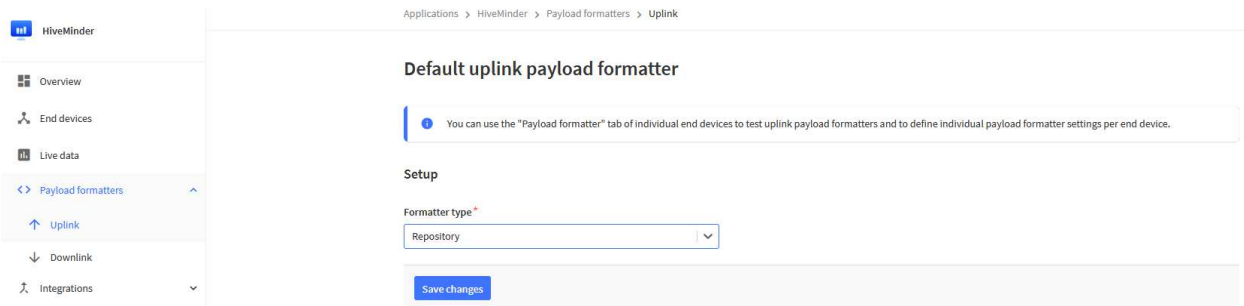 Applications > HiveMinder > Payload formatters > Uplink
HiveMinder
Overview
End devices
Live data
Payload formatters
Uplink
Downlink
Integrations
Default uplink payload formatter
You can use the "Payload formatter" tab of individual end devices to test uplink payload formatters and to define individual payload formatter settings per end device.
Setup
Formatter type*
Repository
Save changes